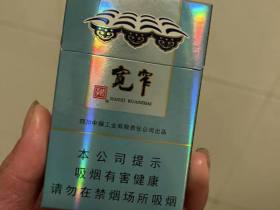 宽窄
KUANZHAI
四川中烟工业有限责任公司出品
本公司提示
吸烟有害健康
请勿在禁烟场所吸烟